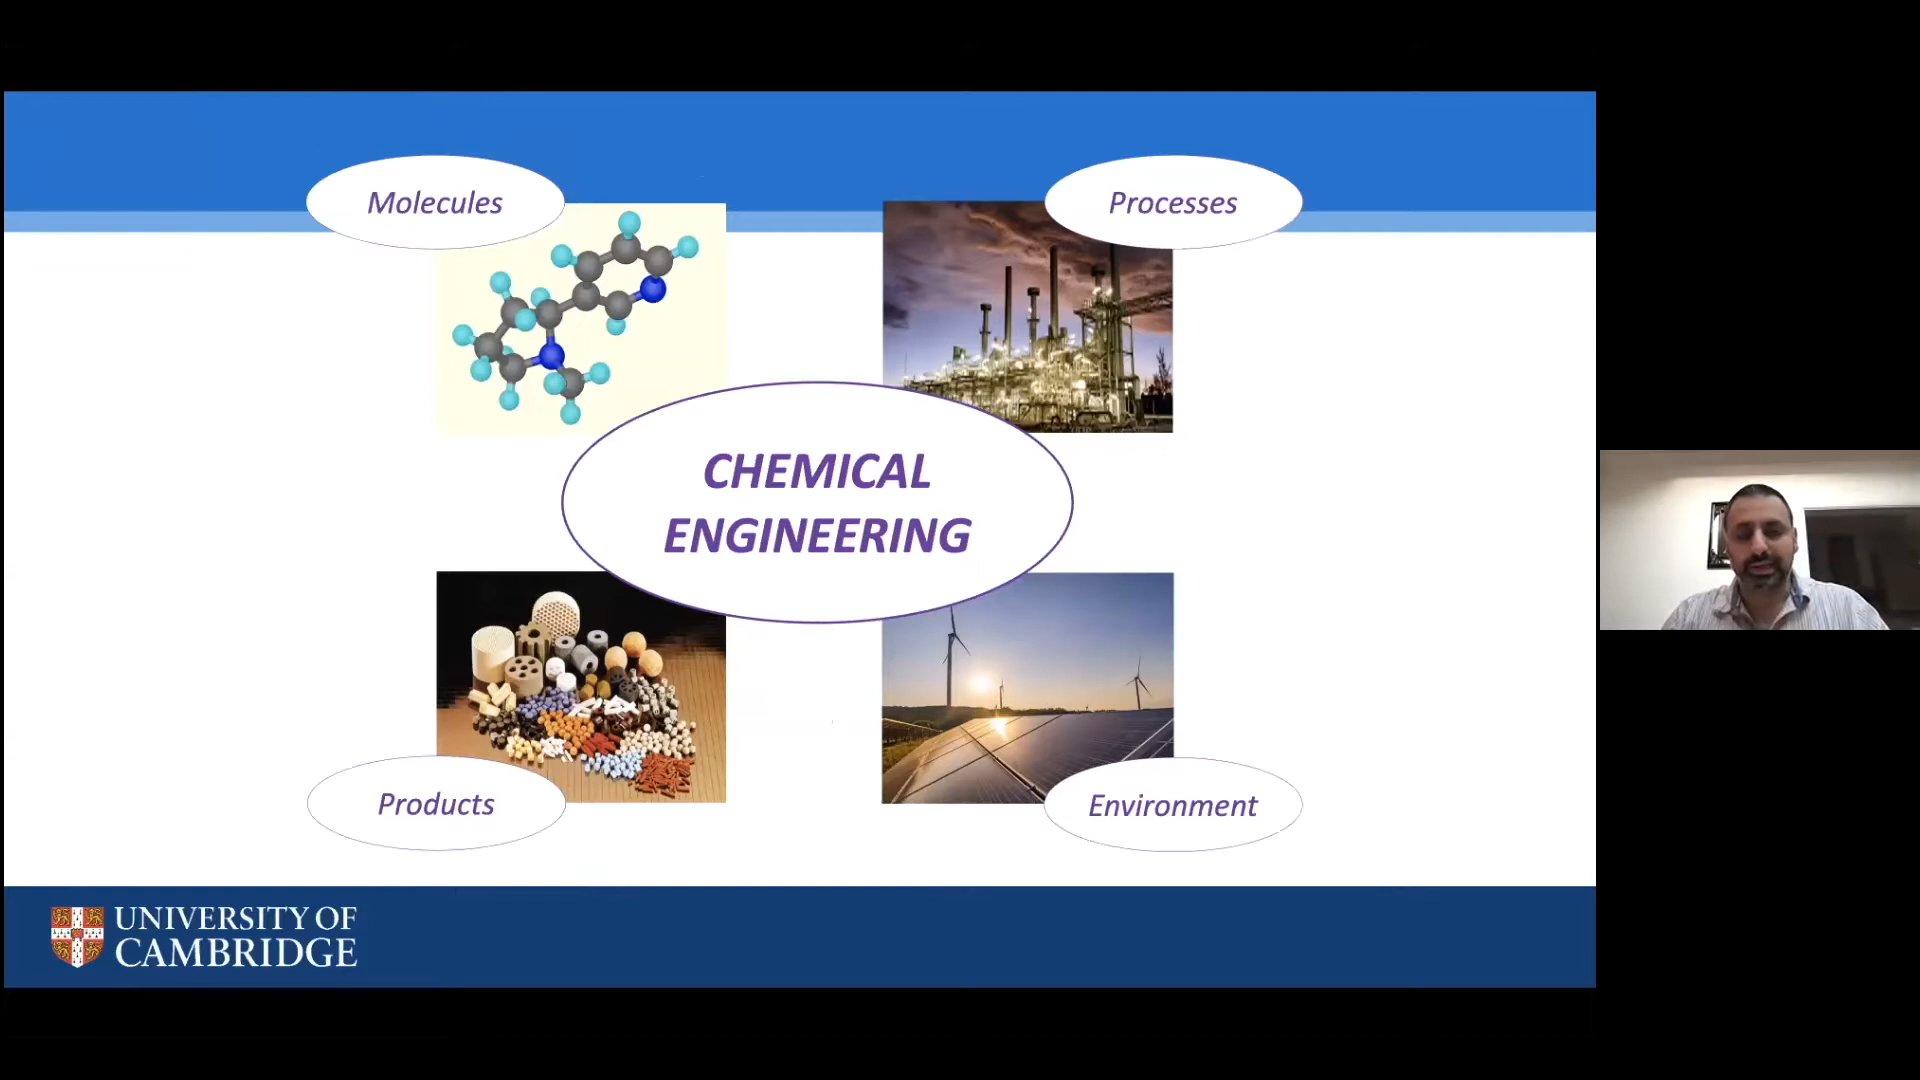 Molecules
Processes
CHEMICAL
ENGINEERING
Products
Environment
UNIVERSITY OF
CAMBRIDGE